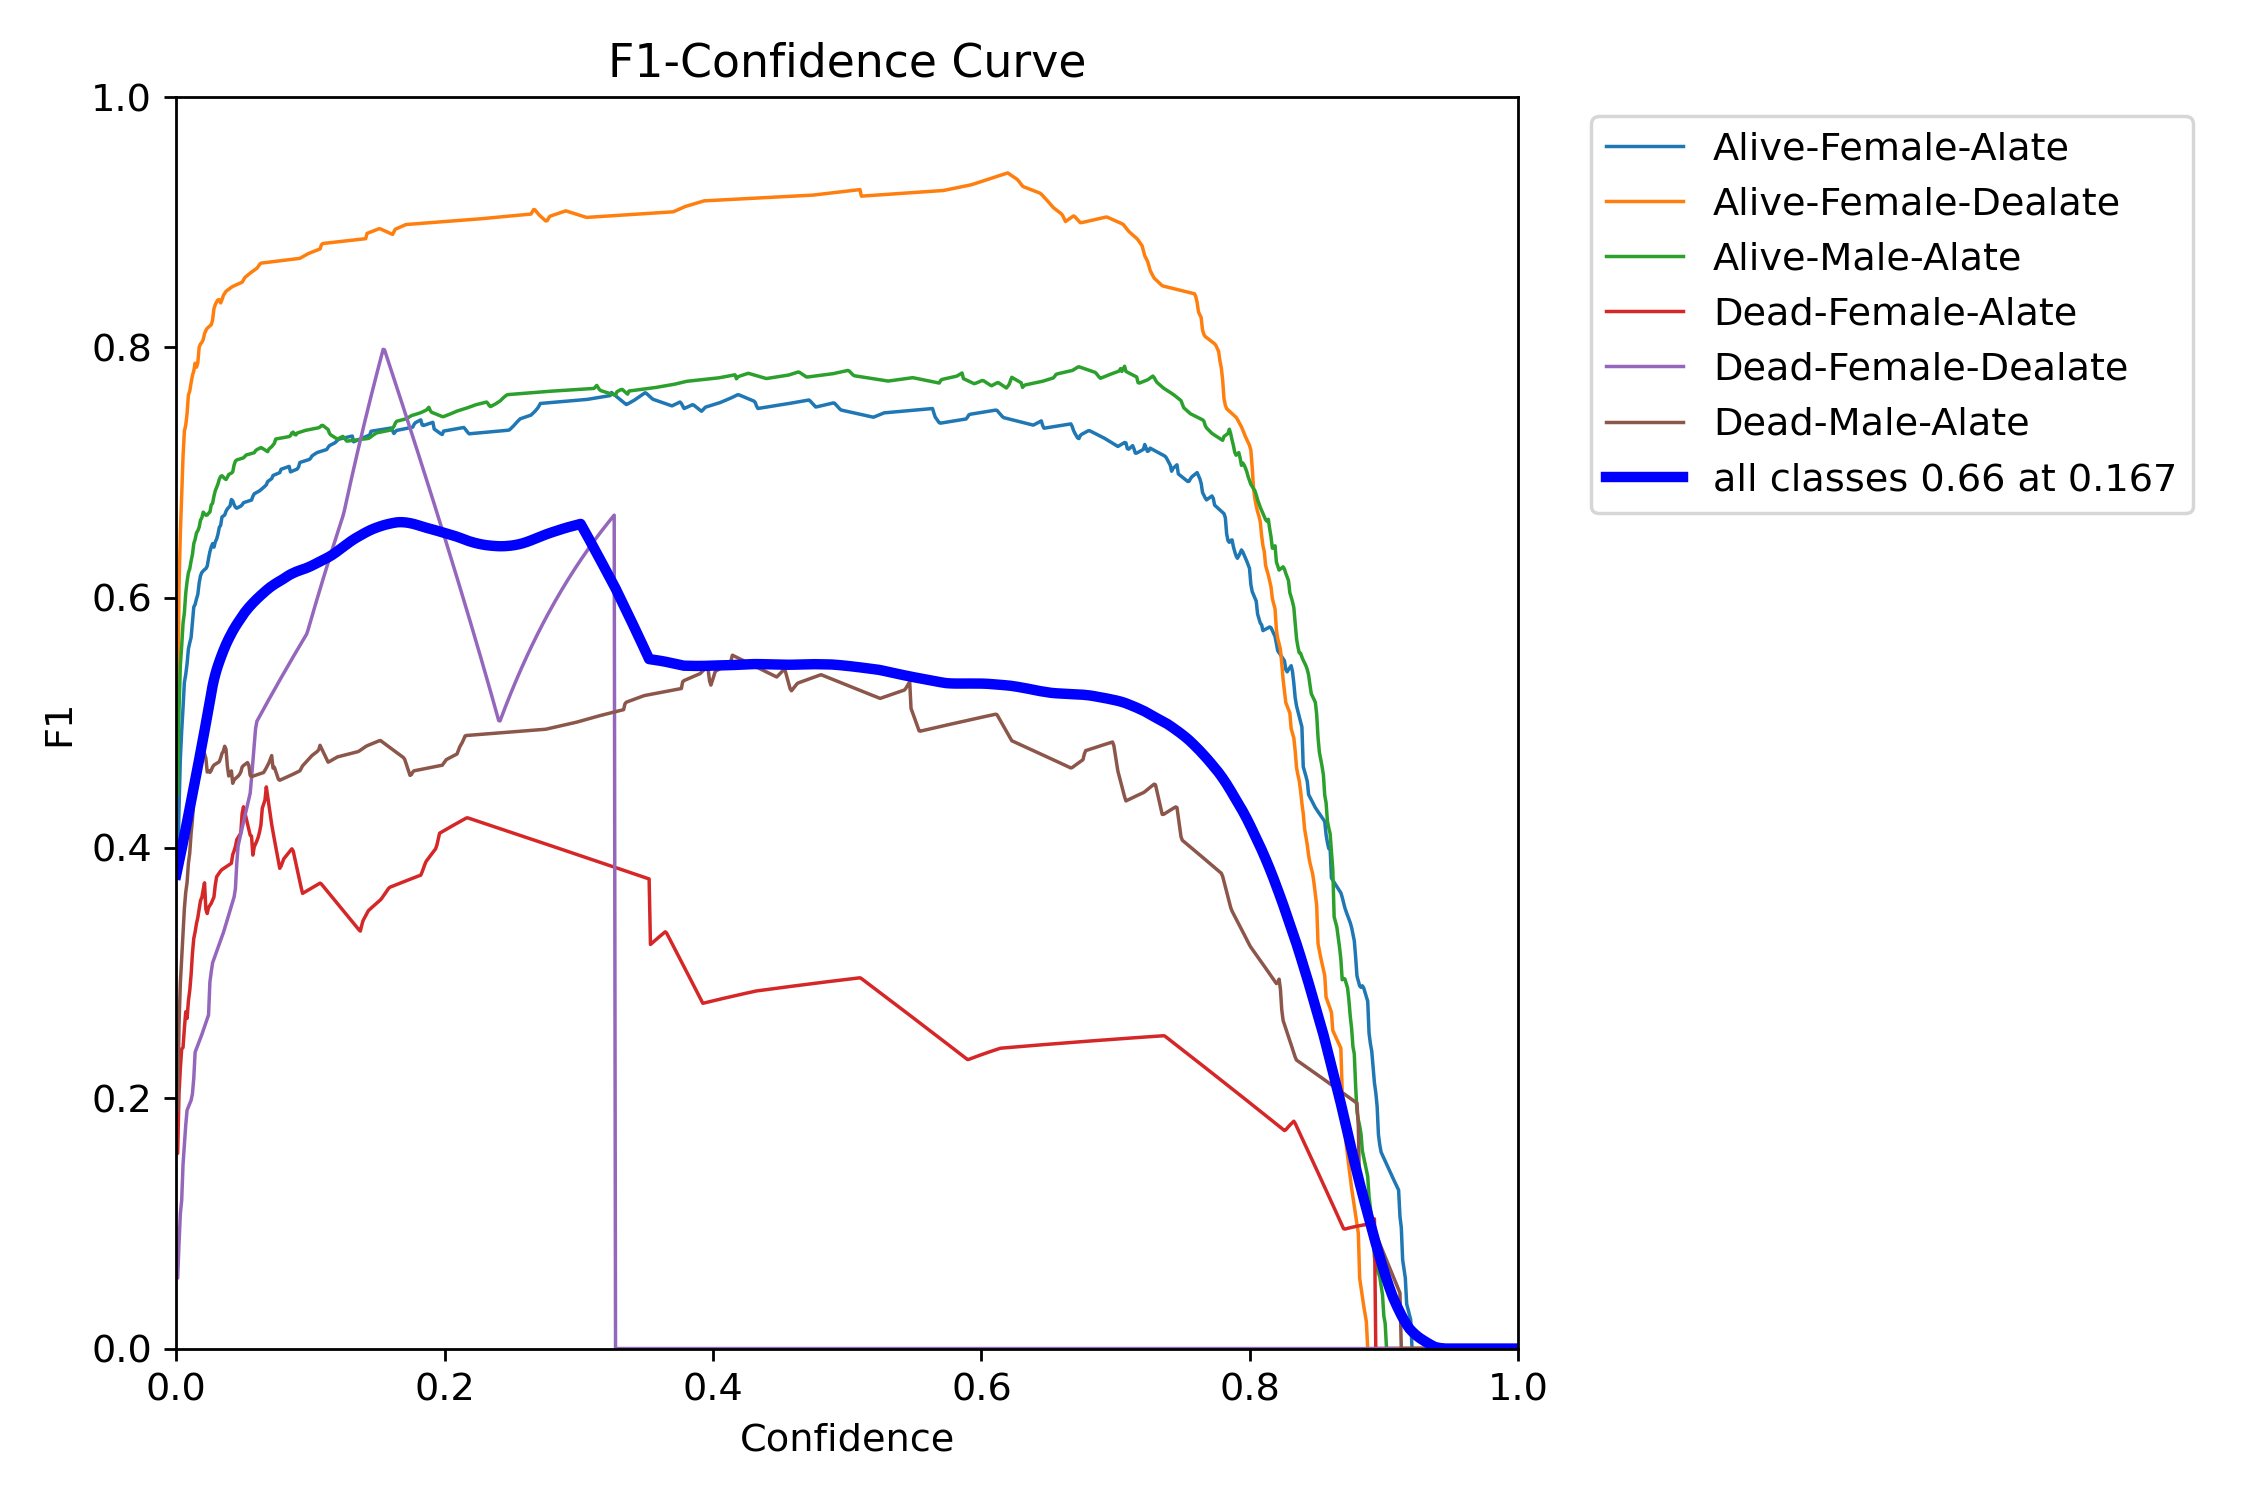 F1-Confidence Curve
1.0
0.8
0.6
0.4
0.2
0.0
F1
0.0 0.2 0.4 0.6 0.8 1.0
Confidence
Alive-Female-Alate
Alive-Female-Dealate
Alive-Male-Alate
Dead-Female-Alate
Dead-Female-Dealate
Dead-Male-Alate
all classes 0.66 at 0.167